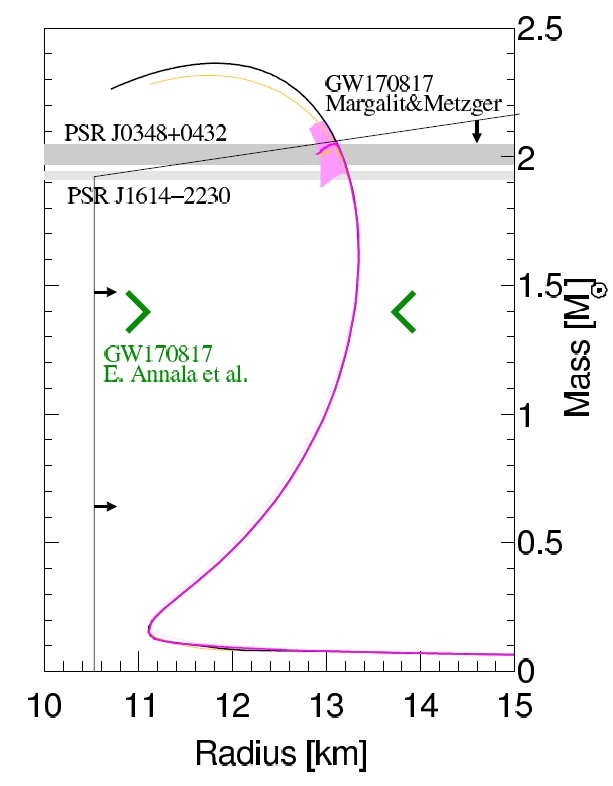 2.5
GW170817
Margalit&Metzger
PSR J0348+0432
2
PSR J1614−2230
1.5
GW170817
E. Annala et al.
Mass [M☉]
1
0.5
0
10 11 12 13 14 15
Radius [km]